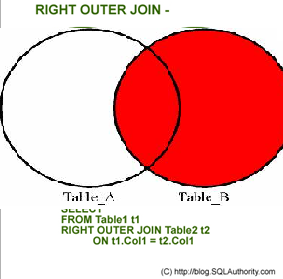 RIGHT OUTER JOIN -
Table_A
Table_B
SELECT
FROM Table1 t1
RIGHT OUTER JOIN Table2 t2
ON t1.Col1 = t2.Col1
(C) http://blog.SQLAuthority.com